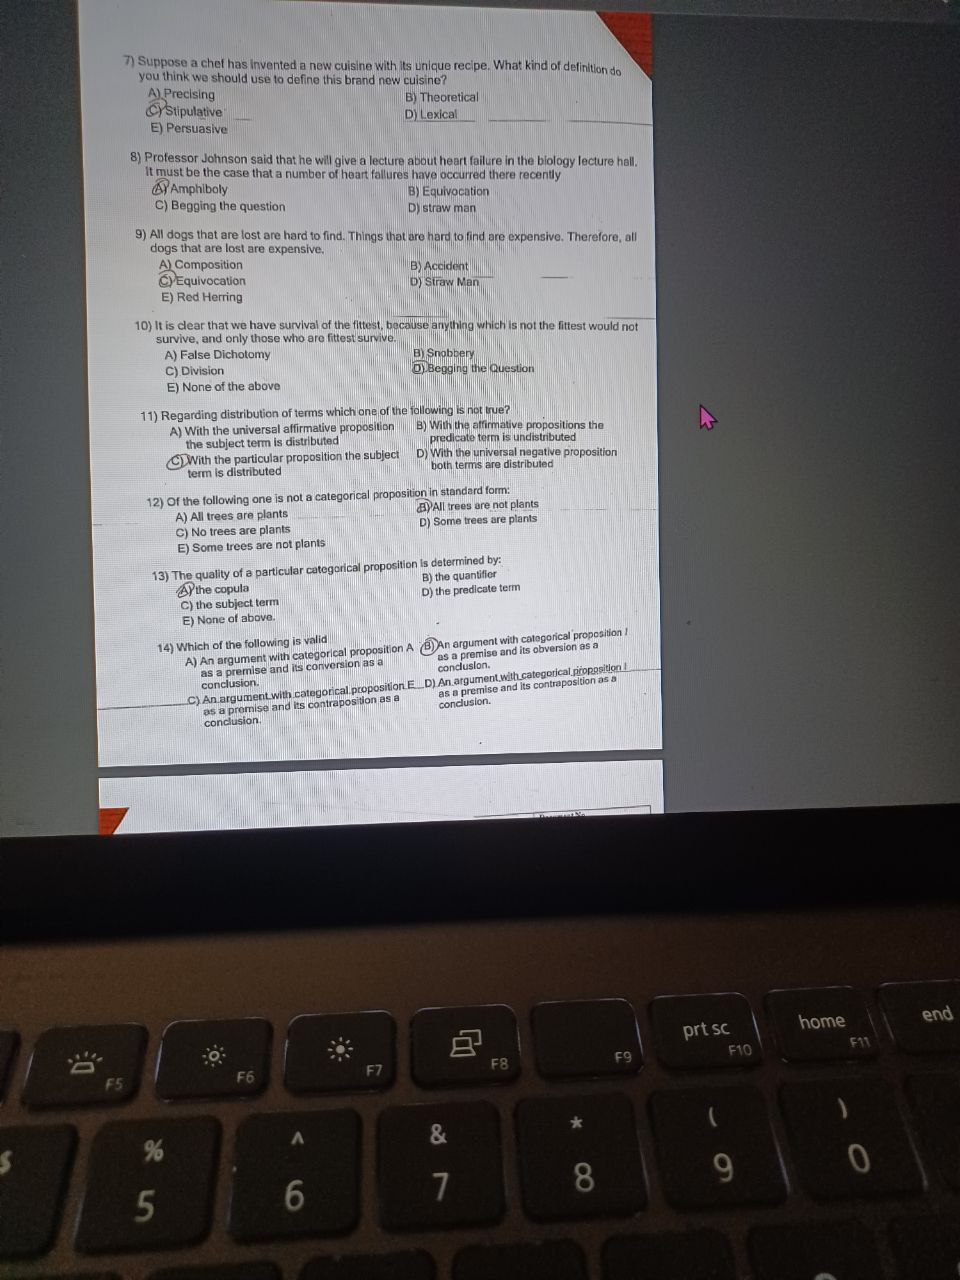 7) Suppose a chef has invented a new cuisine with its unique recipe. What kind of definition do
you think we should use to define this brand new cuisine?
A) Precising B) Theoretical
C) Stipulative D) Lexical
E) Persuasive
8) Professor Johnson said that he will give a lecture about heart failure in the biology lecture hall.
It must be the case that a number of heart failures have occurred there recently
A) Amphiboly B) Equivocation
C) Begging the question D) straw man
9) All dogs that are lost are hard to find. Things that are hard to find are expensive. Therefore, all
dogs that are lost are expensive.
A) Composition B) Accident
C) Equivocation D) Straw Man
E) Red Herring
10) It is clear that we have survival of the fittest, because anything which is not the fittest would not
survive, and only those who are fittest survive.
A) False Dichotomy B) Snobbery
C) Division D) Begging the Question
E) None of the above
11) Regarding distribution of terms which one of the following is not true?
A) With the universal affirmative proposition B) With the affirmative propositions the
the subject term is distributed predicate term is undistributed
C) With the particular proposition the subject D) With the universal negative proposition
term is distributed both terms are distributed
12) Of the following one is not a categorical proposition in standard form:
A) All trees are plants B) All trees are not plants
C) No trees are plants D) Some trees are plants
E) Some trees are not plants
13) The quality of a particular categorical proposition is determined by:
A) the copula B) the quantifier
C) the subject term D) the predicate term
E) None of above.
14) Which of the following is valid
A) An argument with categorical proposition A B) An argument with categorical proposition I
as a premise and its conversion as a as a premise and its obversion as a
conclusion. conclusion.
C) An argument with categorical proposition E D) An argument with categorical proposition I
as a premise and its contraposition as a as a premise and its contraposition as a
conclusion. conclusion.
F5 F6 F7 F8 F9 prt sc F10 home F11 end
$ % 5 ^ 6 & 7 * 8 ( 9 ) 0